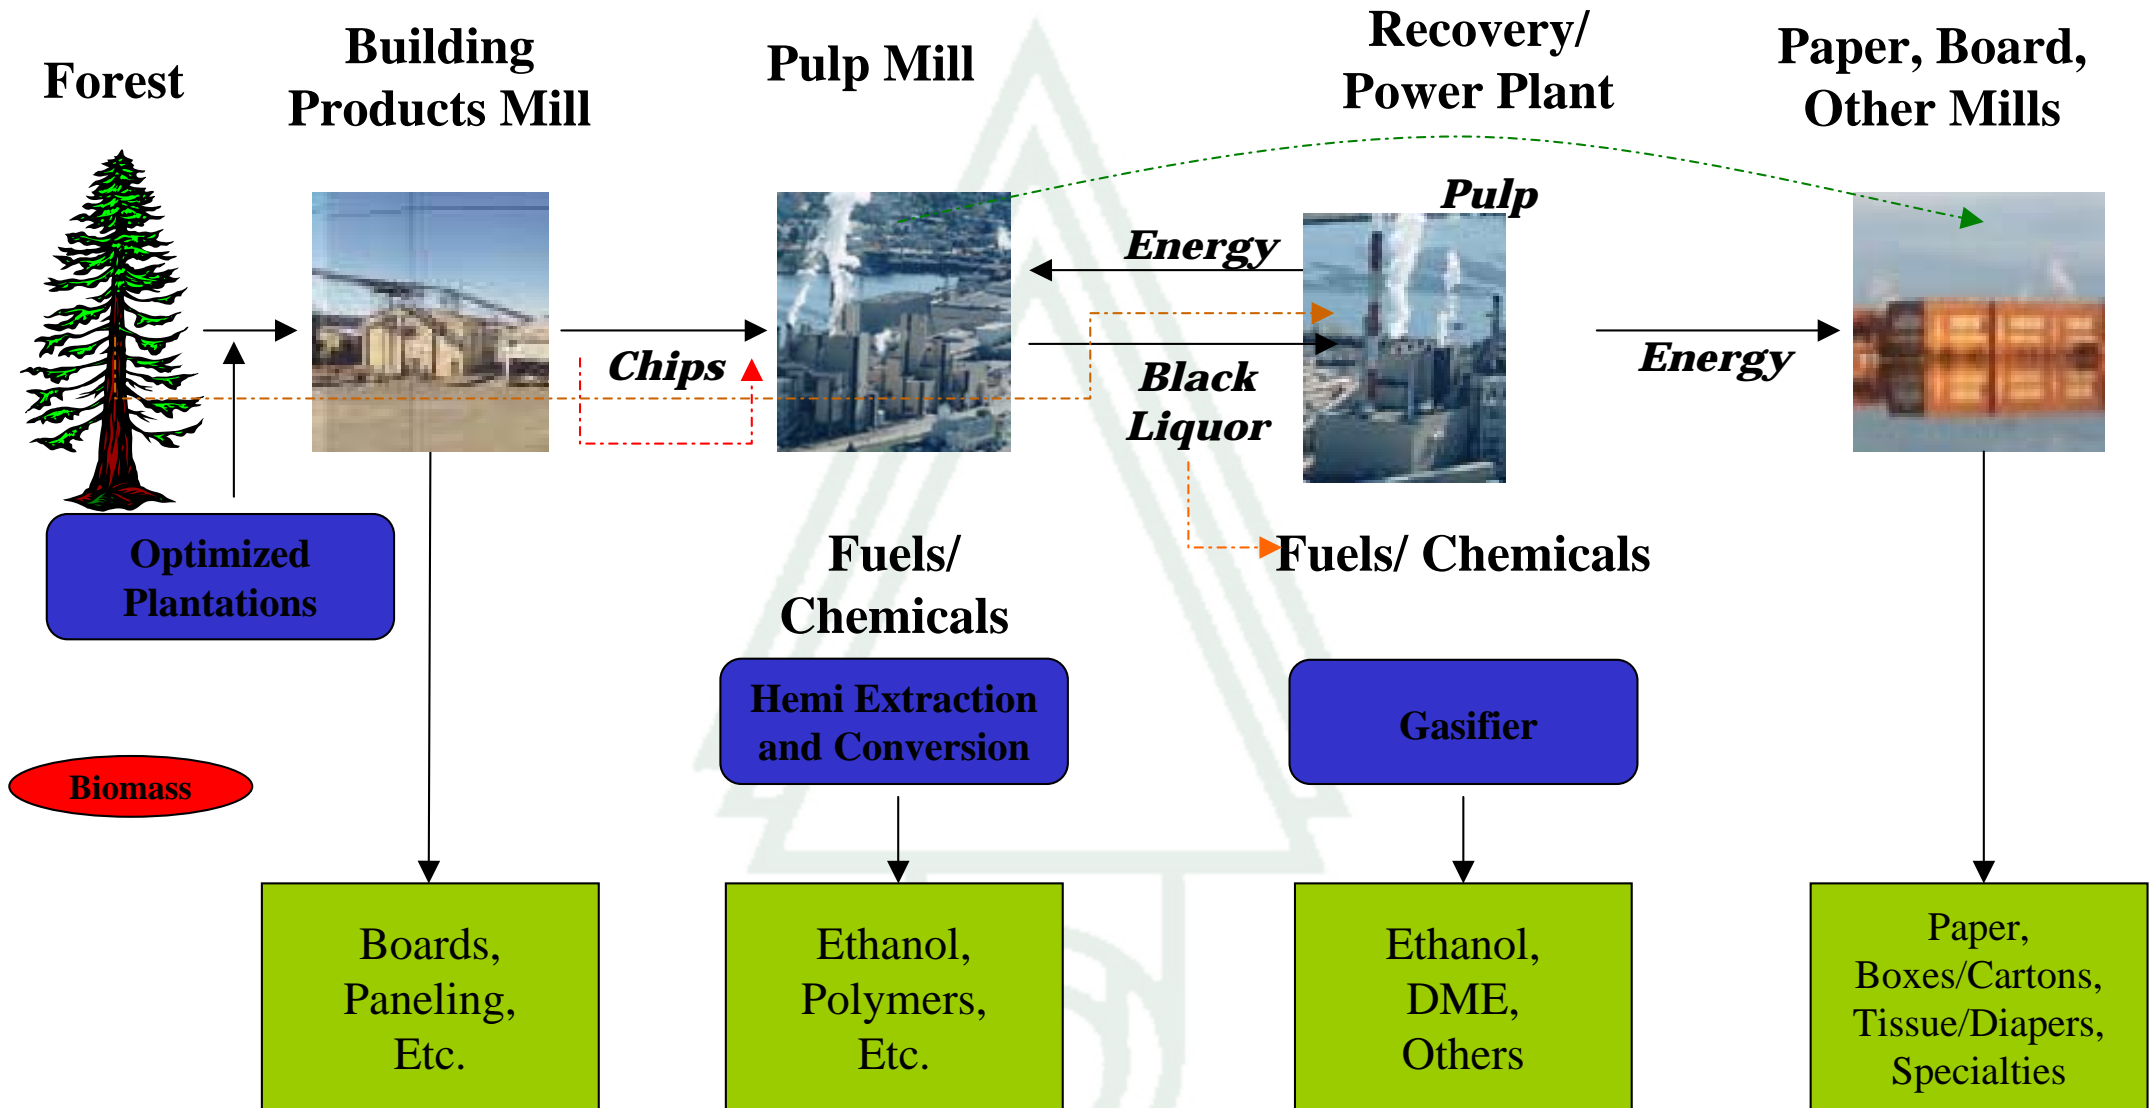 Forest
Building
Products Mill
Pulp Mill
Recovery/
Power Plant
Paper, Board,
Other Mills
Pulp
Energy
Chips
Black
Liquor
Energy
Optimized
Plantations
Fuels/
Chemicals
Fuels/ Chemicals
Hemi Extraction
and Conversion
Gasifier
Biomass
Boards,
Paneling,
Etc.
Ethanol,
Polymers,
Etc.
Ethanol,
DME,
Others
Paper,
Boxes/Cartons,
Tissue/Diapers,
Specialties